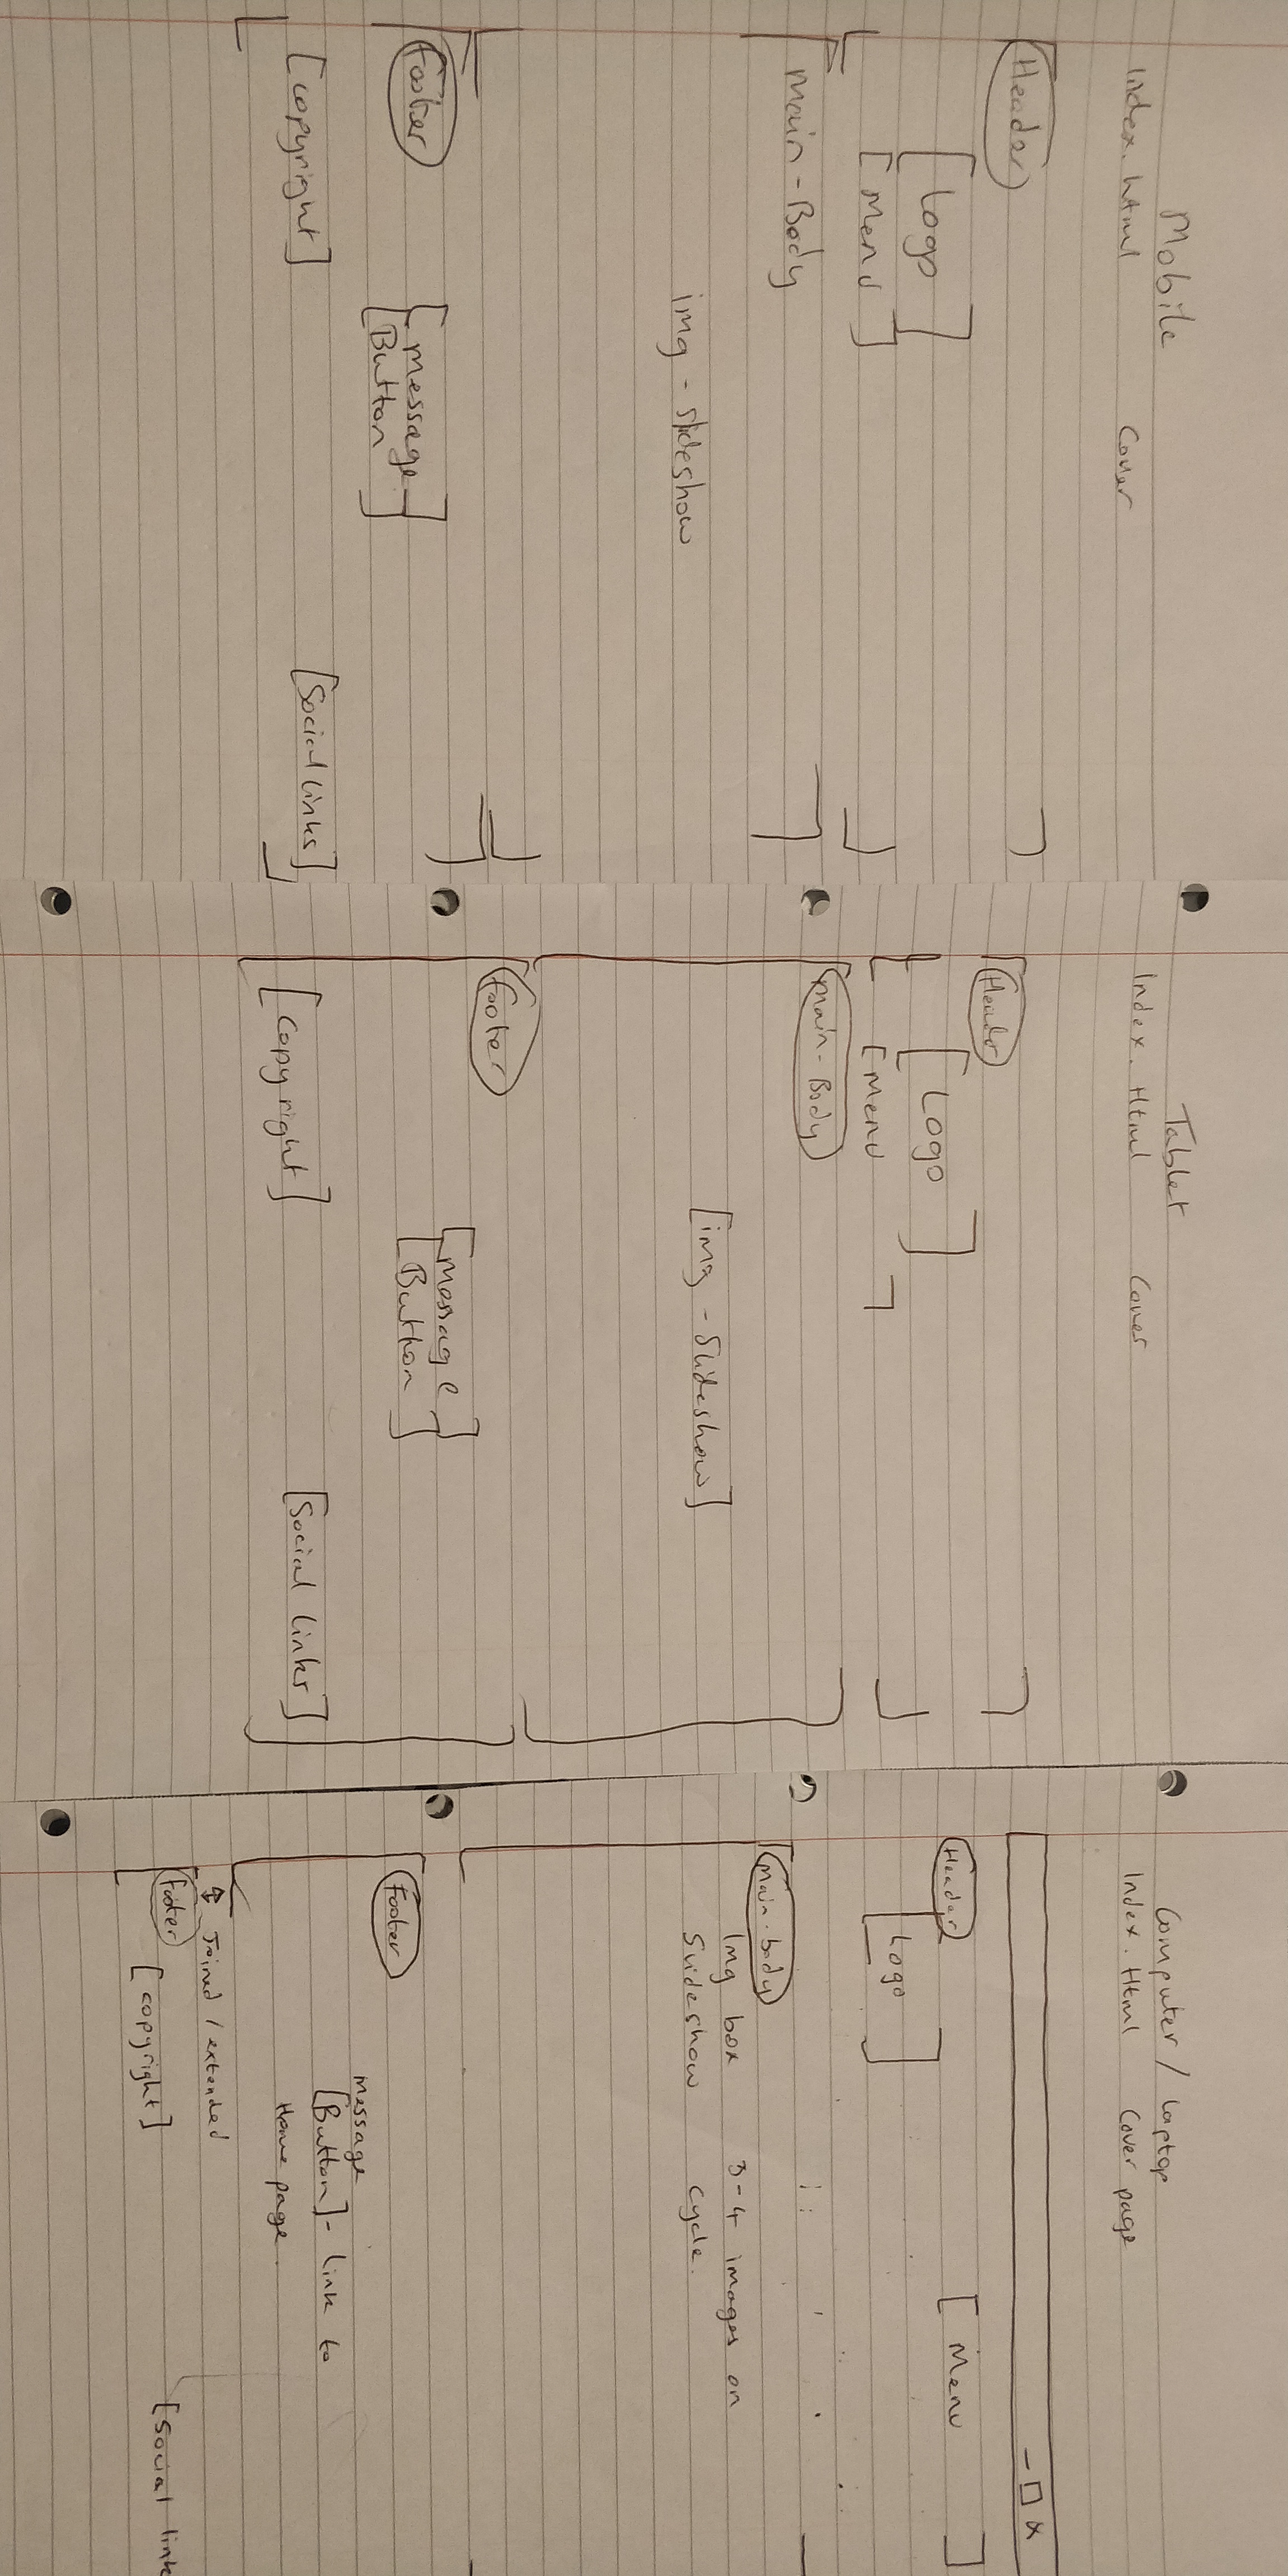 Mobile
Index.html Cover
Header
[Logo]
[Menu]
main-Body
img - slideshow
Footer
[message]
[Button]
[copyright] [Social links]
Tablet
Index.Html Cover
Header
[Logo]
[Menu]
main-Body
[img - Slideshow]
footer
[message]
[Button]
[Copyright] [Social links]
Computer / laptop
Index.Html Cover page
- □ x
Header [Menu]
[Logo]
main-body
Img box 3-4 images on
Slideshow cycle.
Footer
message
[Button] - link to
Home page.
↕ Joined / extended
footer
[copyright] [Social link